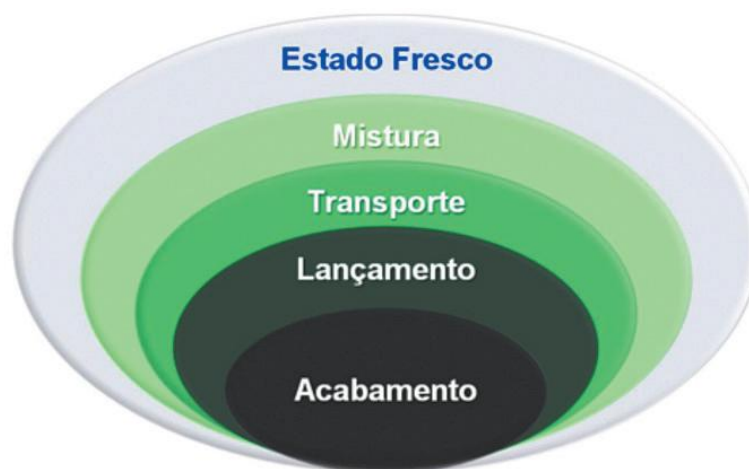 Estado Fresco
Mistura
Transporte
Lançamento
Acabamento